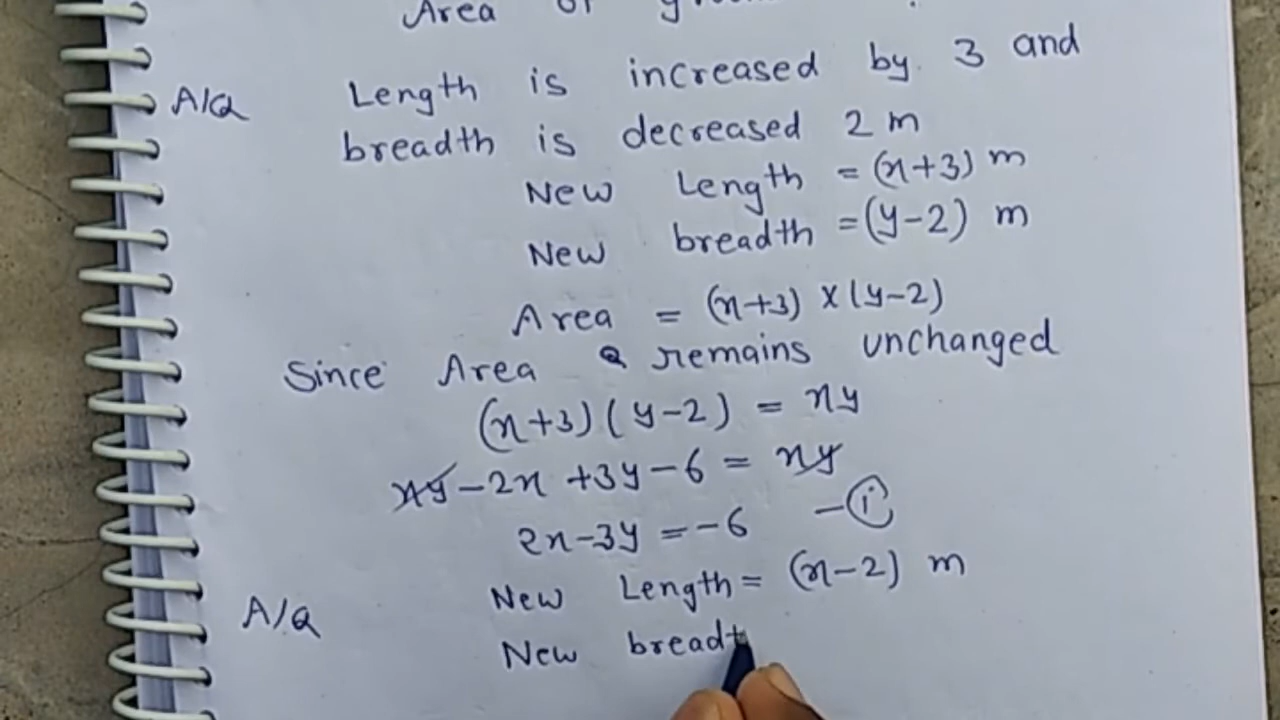 Area of
A/Q Length is increased by 3 and
breadth is decreased 2 m
New Length = (x+3) m
New breadth = (y-2) m
Area = (x+3) × (y-2)
Since Area remains unchanged
(x+3)(y-2) = xy
xy-2x+3y-6 = xy
2x-3y=-6 -(i)
A/Q New Length = (x-2) m
New breadt